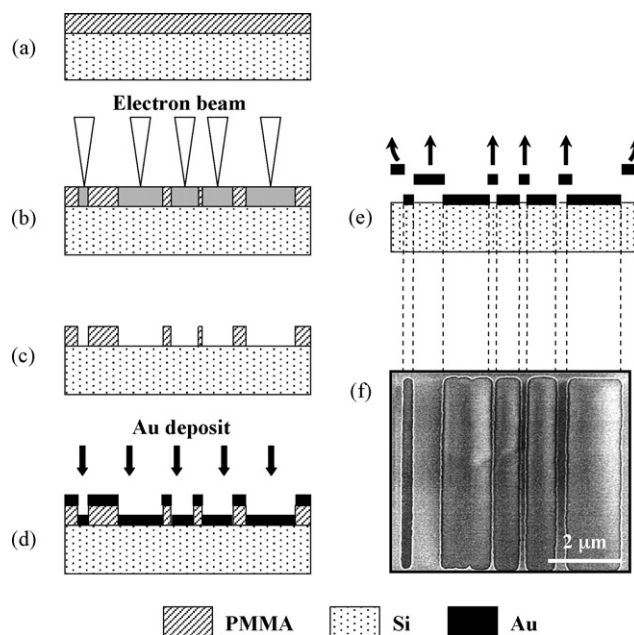 (a)
Electron beam
(b)
(c)
Au deposit
(d)
(e)
(f)
2 μm
PMMA Si Au